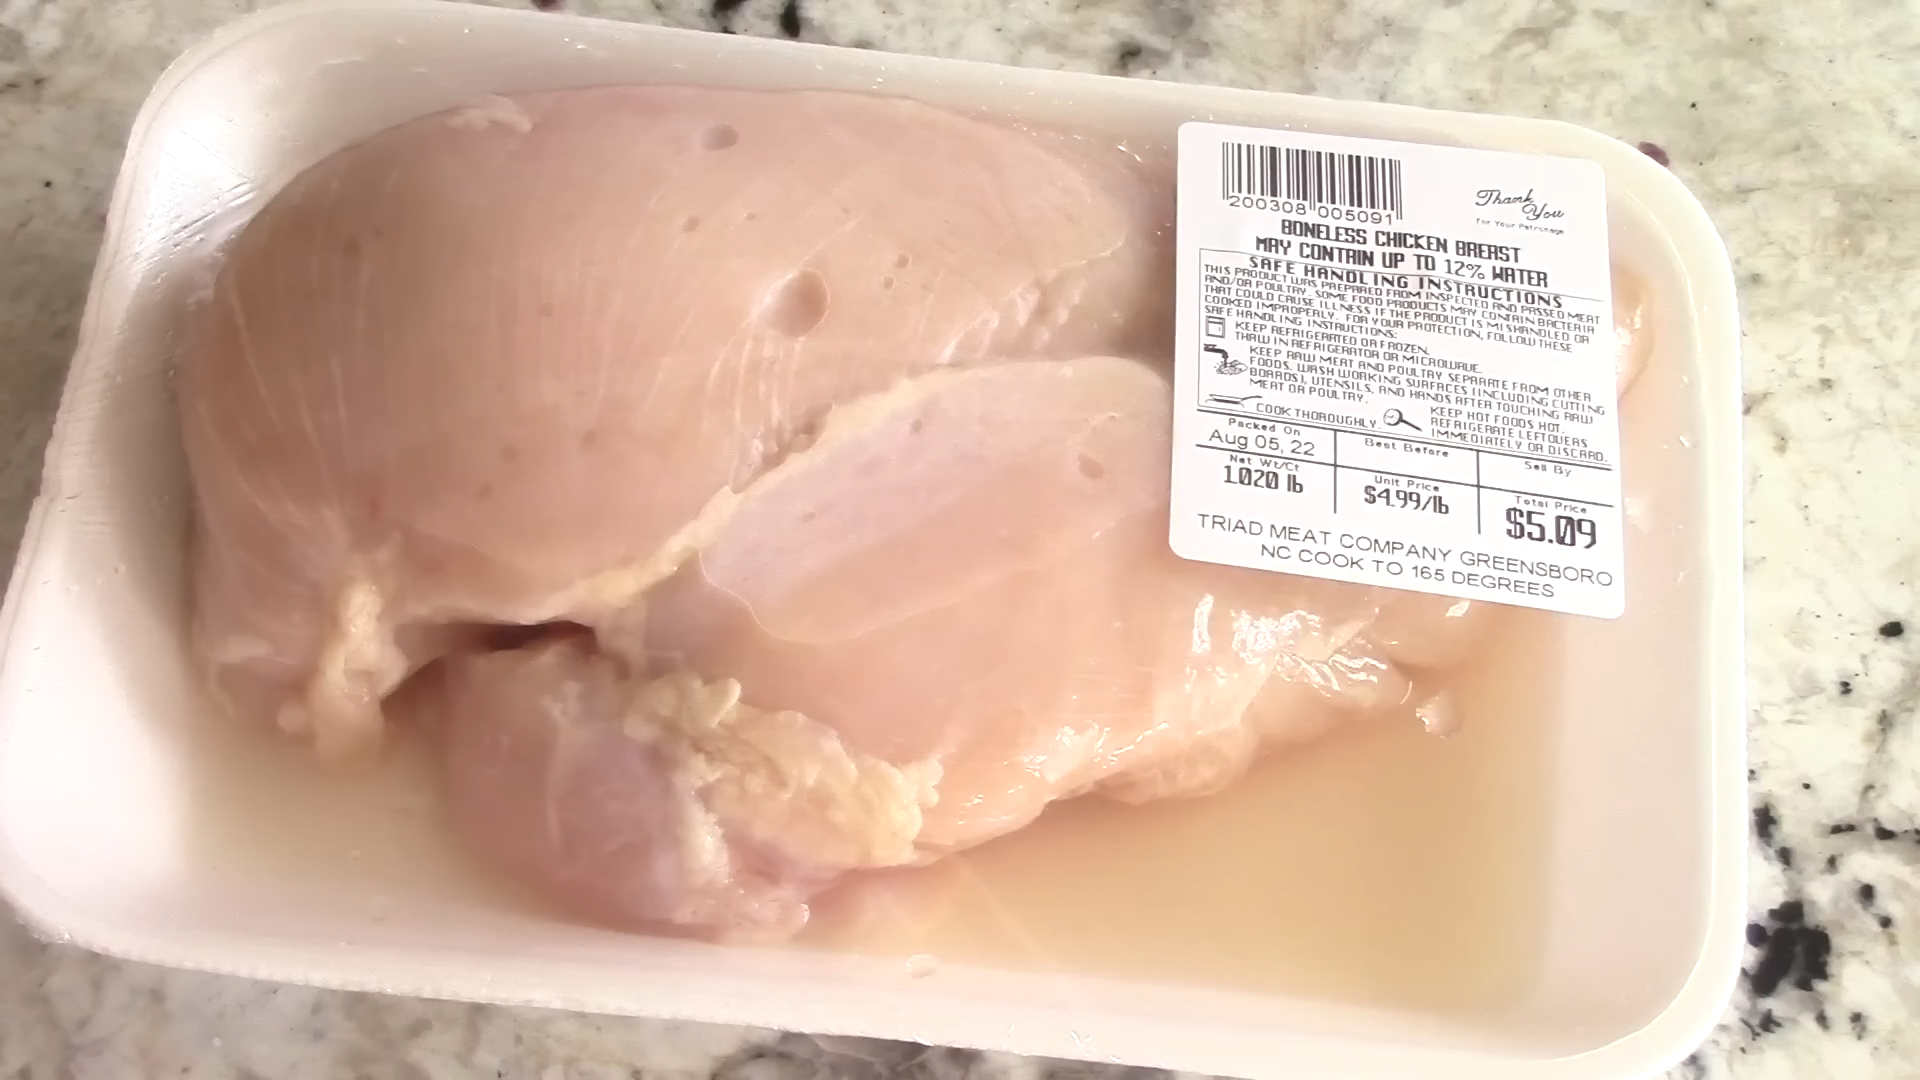 200308 005091
Thank
You
For Your Patronage
BONELESS CHICKEN BREAST
MAY CONTAIN UP TO 12% WATER
SAFE HANDLING INSTRUCTIONS
THIS PRODUCT WAS PREPARED FROM INSPECTED AND PASSED MEAT
AND/OR POULTRY. SOME FOOD PRODUCTS MAY CONTAIN BACTERIA
THAT COULD CAUSE ILLNESS IF THE PRODUCT IS MISHANDLED OR
COOKED IMPROPERLY. FOR YOUR PROTECTION, FOLLOW THESE
SAFE HANDLING INSTRUCTIONS:
KEEP REFRIGERATED OR FROZEN.
THAW IN REFRIGERATOR OR MICROWAVE.
KEEP RAW MEAT AND POULTRY SEPARATE FROM OTHER
FOODS. WASH WORKING SURFACES (INCLUDING CUTTING
BOARDS), UTENSILS, AND HANDS AFTER TOUCHING RAW
MEAT OR POULTRY.
COOK THOROUGHLY.
KEEP HOT FOODS HOT.
REFRIGERATE LEFTOVERS
IMMEDIATELY OR DISCARD.
Packed On
Aug 05, 22
Best Before
Sell By
Net Wt/Ct
1.020 lb
Unit Price
$4.99/lb
Total Price
$5.09
TRIAD MEAT COMPANY GREENSBORO
NC COOK TO 165 DEGREES